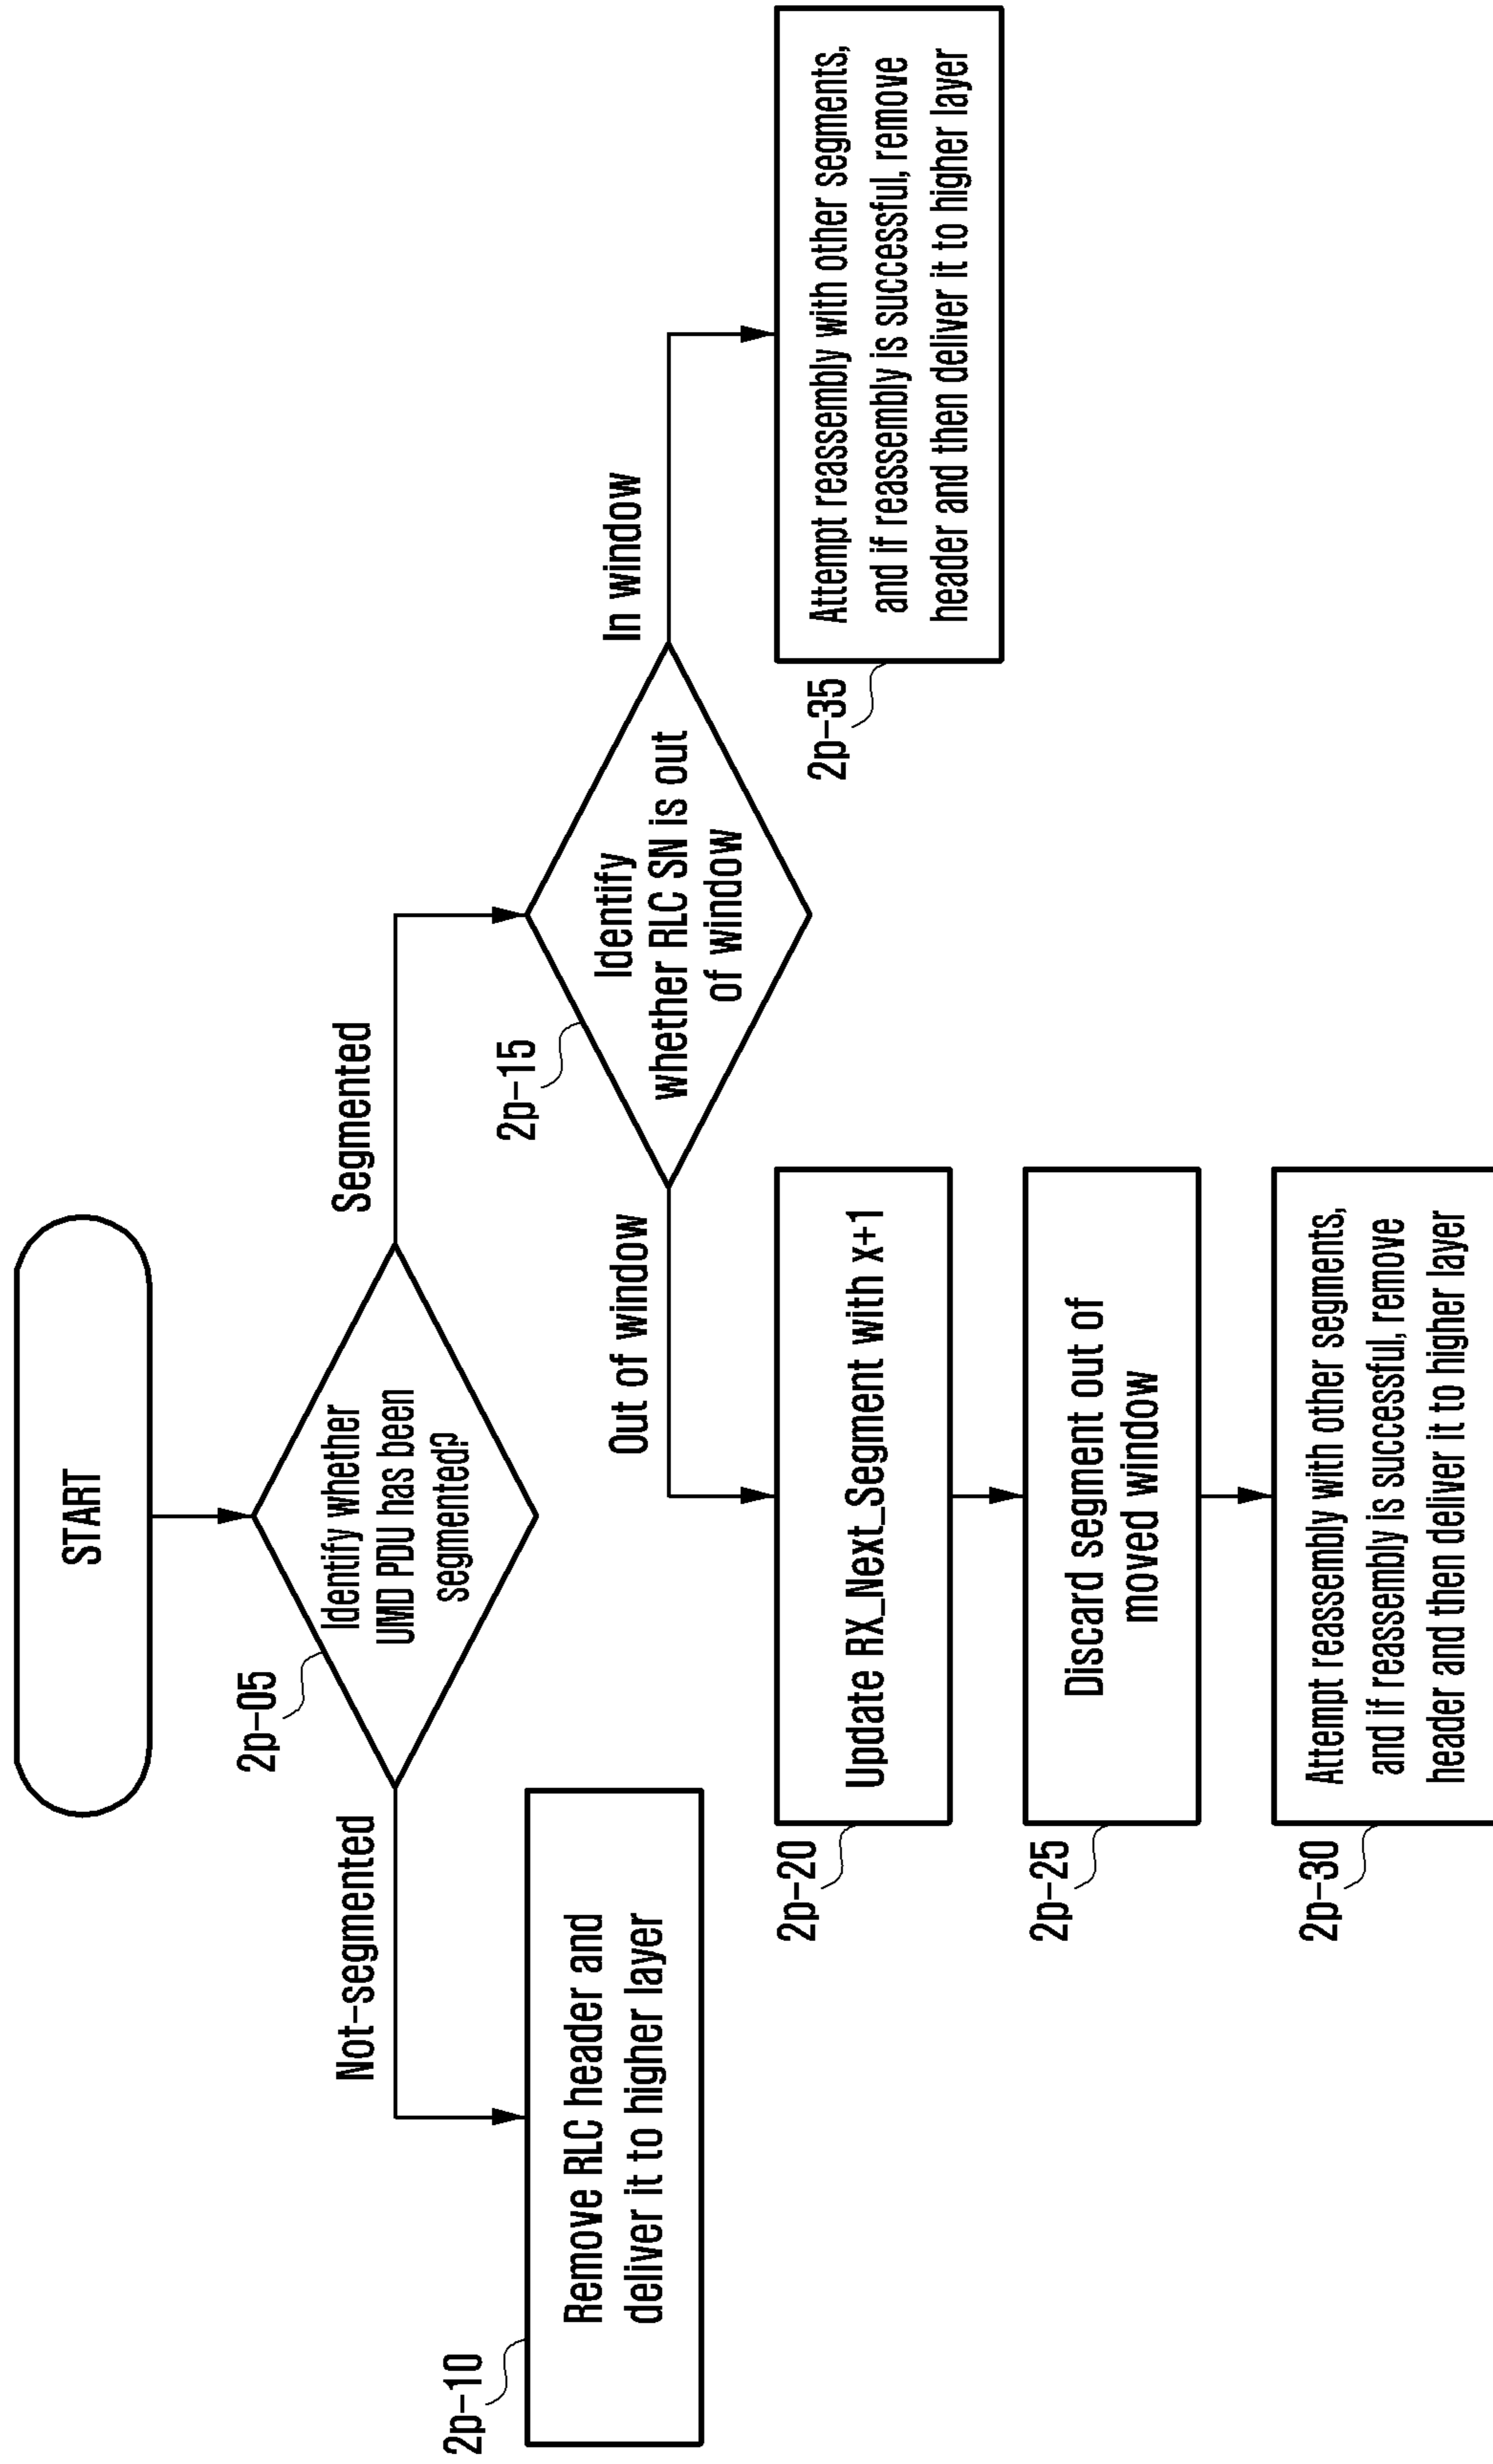 START
2p-05
Identify whether
UMD PDU has been
segmented?
Not-segmented
Segmented
2p-10
Remove RLC header and
deliver it to higher layer
2p-15
Identify
whether RLC SN is out
of window
Out of window
In window
2p-20
Update RX_Next_Segment with x+1
2p-25
Discard segment out of
moved window
2p-30
Attempt reassembly with other segments,
and if reassembly is successful, remove
header and then deliver it to higher layer
2p-35
Attempt reassembly with other segments,
and if reassembly is successful, remove
header and then deliver it to higher layer